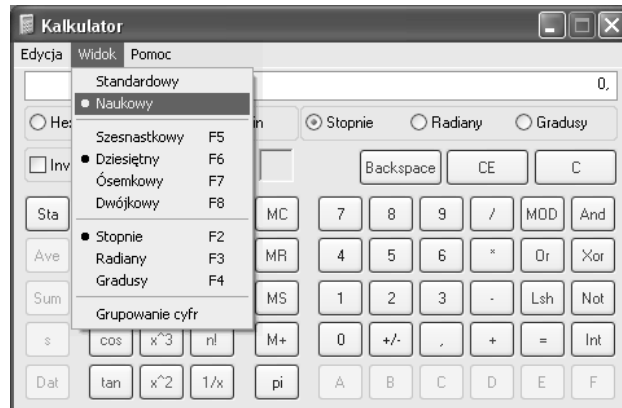 Kalkulator
Edycja Widok Pomoc
0,
Standardowy
Naukowy
Szesnastkowy F5
Dziesiętny F6
Ósemkowy F7
Dwójkowy F8
Stopnie F2
Radiany F3
Gradusy F4
Grupowanie cyfr
He in Stopnie Radiany Gradusy
Inv Backspace CE C
Sta MC 7 8 9 / MOD And
Ave MR 4 5 6 * Or Xor
Sum MS 1 2 3 - Lsh Not
s cos x^3 n! M+ 0 +/- , + = Int
Dat tan x^2 1/x pi A B C D E F